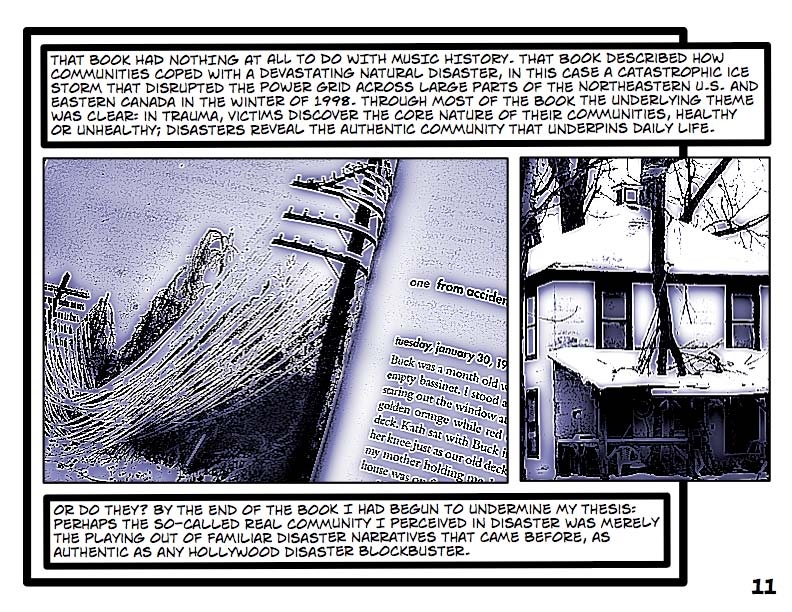 THAT BOOK HAD NOTHING AT ALL TO DO WITH MUSIC HISTORY. THAT BOOK DESCRIBED HOW
COMMUNITIES COPED WITH A DEVASTATING NATURAL DISASTER, IN THIS CASE A CATASTROPHIC ICE
STORM THAT DISRUPTED THE POWER GRID ACROSS LARGE PARTS OF THE NORTHEASTERN U.S. AND
EASTERN CANADA IN THE WINTER OF 1998. THROUGH MOST OF THE BOOK THE UNDERLYING THEME
WAS CLEAR: IN TRAUMA, VICTIMS DISCOVER THE CORE NATURE OF THEIR COMMUNITIES, HEALTHY
OR UNHEALTHY; DISASTERS REVEAL THE AUTHENTIC COMMUNITY THAT UNDERPINS DAILY LIFE.
one from acciden
tuesday, january 30, 19
Buck was a month old
empty bassinet. I stood a
staring out the window at
golden orange while red
deck. Kath sat with Buck i
her knee just as our old deck
my mother holding me
house was
OR DO THEY? BY THE END OF THE BOOK I HAD BEGUN TO UNDERMINE MY THESIS:
PERHAPS THE SO-CALLED REAL COMMUNITY I PERCEIVED IN DISASTER WAS MERELY
THE PLAYING OUT OF FAMILIAR DISASTER NARRATIVES THAT CAME BEFORE, AS
AUTHENTIC AS ANY HOLLYWOOD DISASTER BLOCKBUSTER.
11